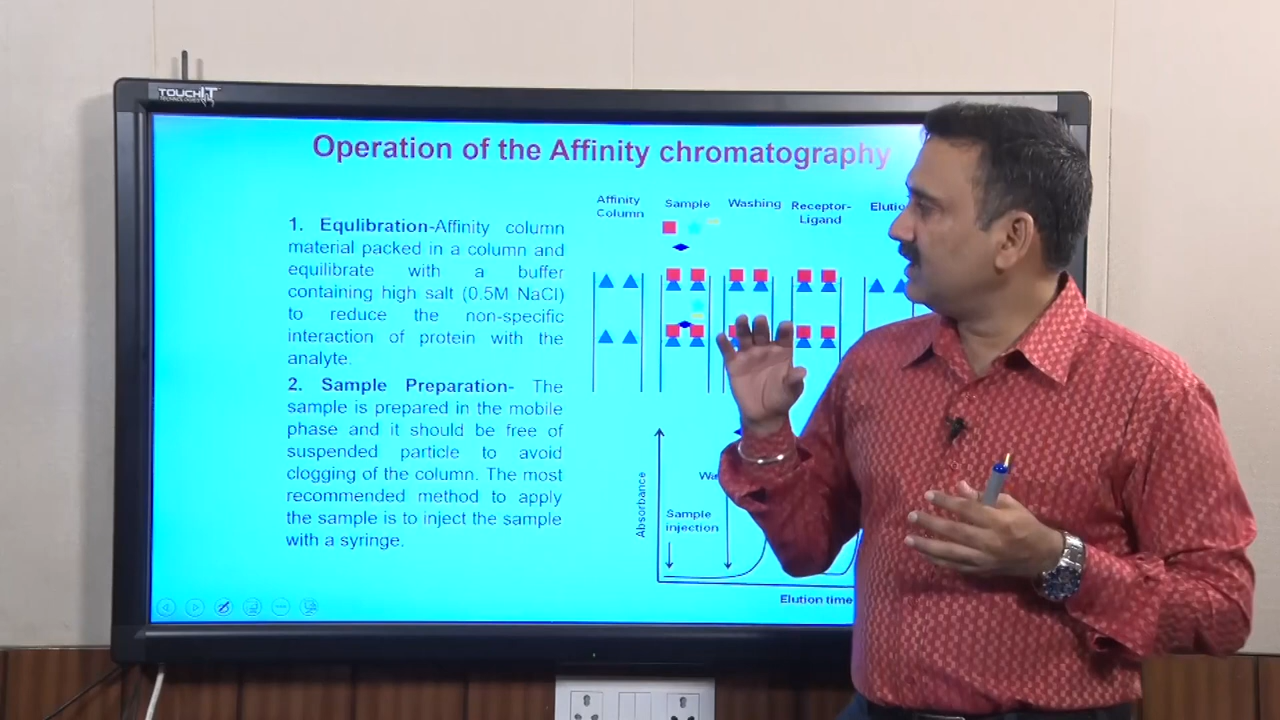 TOUCHIT
TECHNOLOGIES
Operation of the Affinity chromatography
1. Equlibration-Affinity column
material packed in a column and
equilibrate with a buffer
containing high salt (0.5M NaCl)
to reduce the non-specific
interaction of protein with the
analyte.
2. Sample Preparation- The
sample is prepared in the mobile
phase and it should be free of
suspended particle to avoid
clogging of the column. The most
recommended method to apply
the sample is to inject the sample
with a syringe.
Affinity
Column
Sample
Washing
Receptor-
Ligand
Absorbance
Sample
injection
Elution time